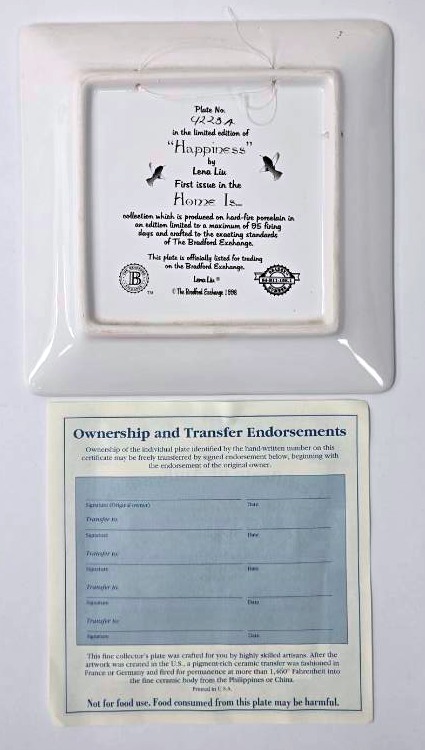 Plate No.
4223A
in the limited edition of
"Happiness"
by
Lena Liu
First issue in the
Home Is...
collection which is produced on hard-fire porcelain in
an edition limited to a maximum of 95 firing
days and crafted to the exacting standards
of The Bradford Exchange.
This plate is officially listed for trading
on the Bradford Exchange.
Lena Liu ®
© The Bradford Exchange 1996
B
TM
Ownership and Transfer Endorsements
Ownership of the individual plate identified by the hand-written number on this
certificate may be freely transferred by signed endorsement below, beginning with
the endorsement of the original owner.
Signature (Original owner) Date
Transfer to:
Signature Date
Transfer to:
Signature Date
Transfer to:
Signature Date
Transfer to:
Signature Date
This fine collector's plate was crafted for you by highly skilled artisans. After the
artwork was created in the U.S., a pigment-rich ceramic transfer was fashioned in
France or Germany and fired for permanence at more than 1,450° Fahrenheit into
the fine ceramic body from the Philippines or China.
Printed in U.S.A.
Not for food use. Food consumed from this plate may be harmful.